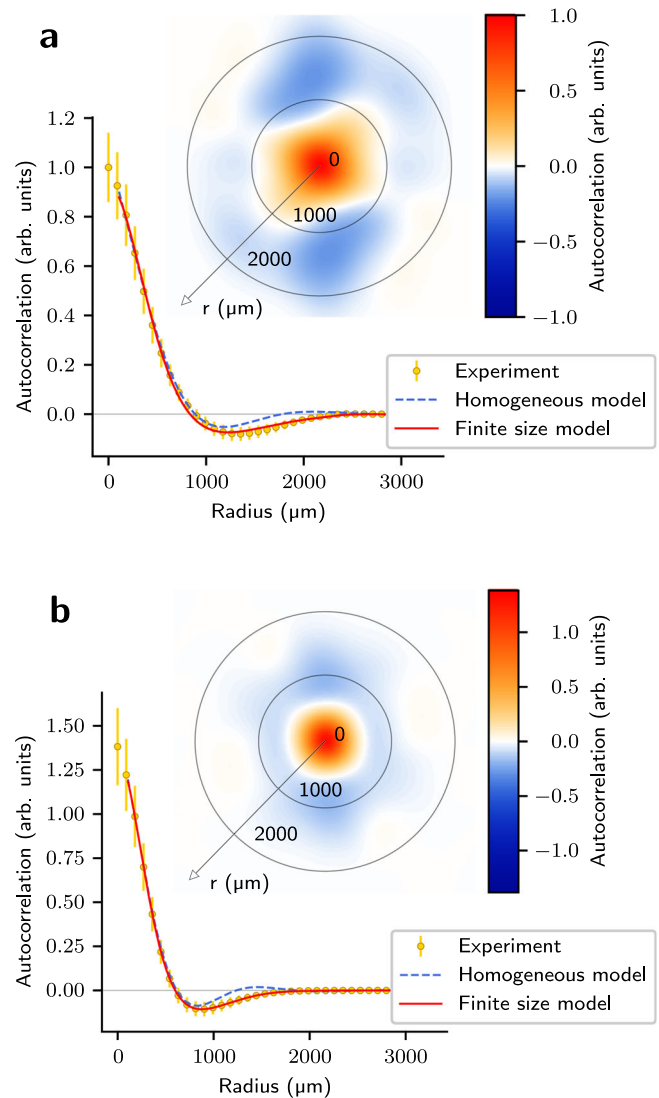 a
1.0
0.5
0.0
−0.5
−1.0
Autocorrelation (arb. units)
0
1000
2000
r (µm)
1.2
1.0
0.8
0.6
0.4
0.2
0.0
Autocorrelation (arb. units)
Experiment
Homogeneous model
Finite size model
0 1000 2000 3000
Radius (µm)
b
1.0
0.5
0.0
−0.5
−1.0
Autocorrelation (arb. units)
0
1000
2000
r (µm)
1.50
1.25
1.00
0.75
0.50
0.25
0.00
Autocorrelation (arb. units)
Experiment
Homogeneous model
Finite size model
0 1000 2000 3000
Radius (µm)